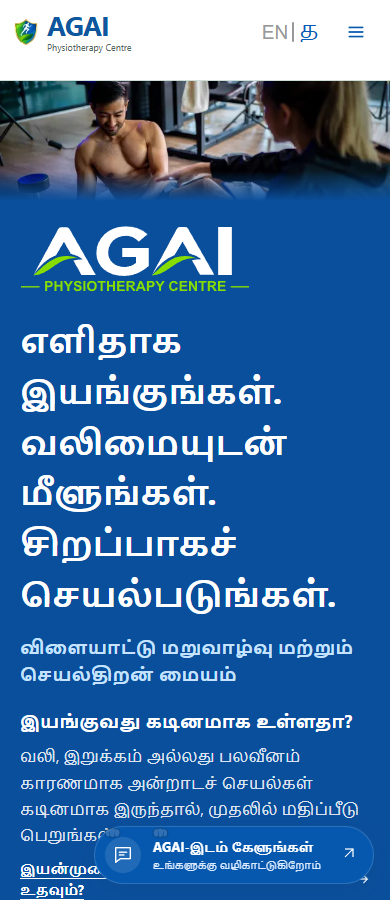 AGAI
Physiotherapy Centre
EN | த
AGAI
PHYSIOTHERAPY CENTRE
எளிதாக
இயங்குங்கள்.
வலிமையுடன்
மீளுங்கள்.
சிறப்பாகச்
செயல்படுங்கள்.
விளையாட்டு மறுவாழ்வு மற்றும்
செயல்திறன் மையம்
இயங்குவது கடினமாக உள்ளதா?
வலி, இறுக்கம் அல்லது பலவீனம்
காரணமாக அன்றாடச் செயல்கள்
கடினமாக இருந்தால், முதலில் மதிப்பீடு
AGAI-இடம் கேளுங்கள்
உங்களுக்கு வழிகாட்டுகிறோம்
உதவும்?